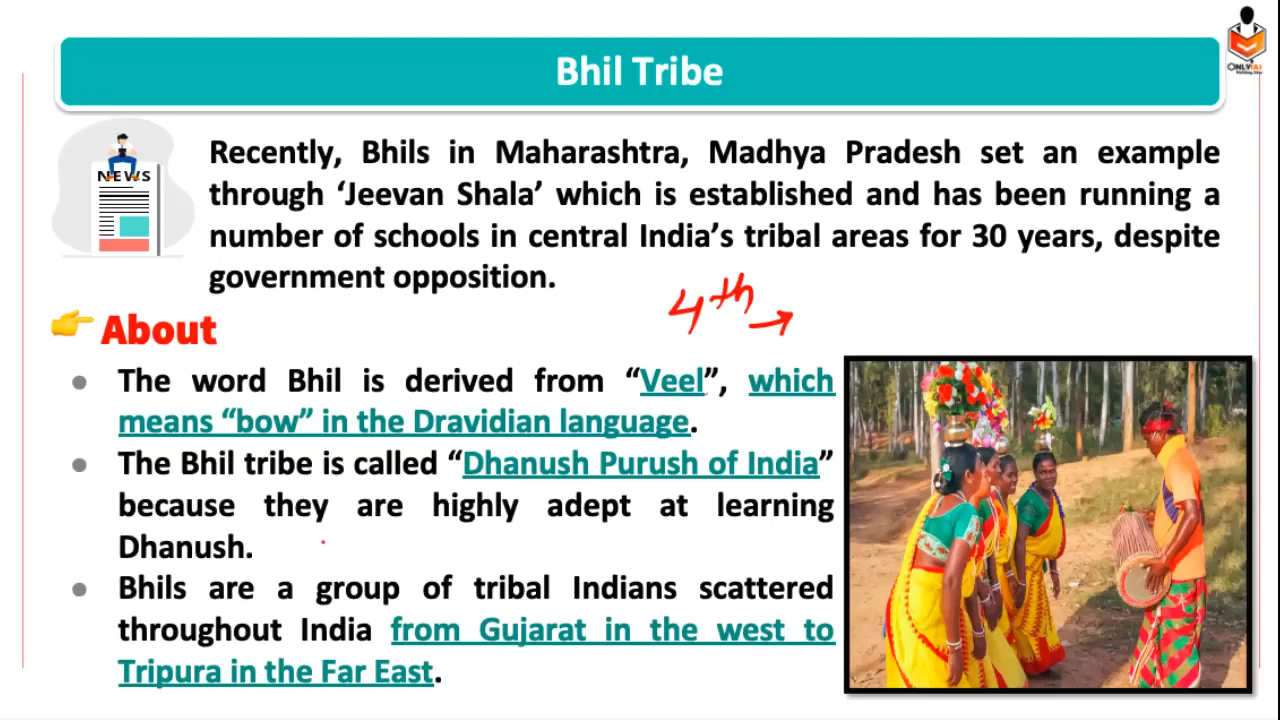 ONLYIAS
Bhil Tribe
NEWS
Recently, Bhils in Maharashtra, Madhya Pradesh set an example
through ‘Jeevan Shala’ which is established and has been running a
number of schools in central India’s tribal areas for 30 years, despite
government opposition.
4th →
About
● The word Bhil is derived from “Veel”, which
means “bow” in the Dravidian language.
● The Bhil tribe is called “Dhanush Purush of India”
because they are highly adept at learning
Dhanush.
● Bhils are a group of tribal Indians scattered
throughout India from Gujarat in the west to
Tripura in the Far East.